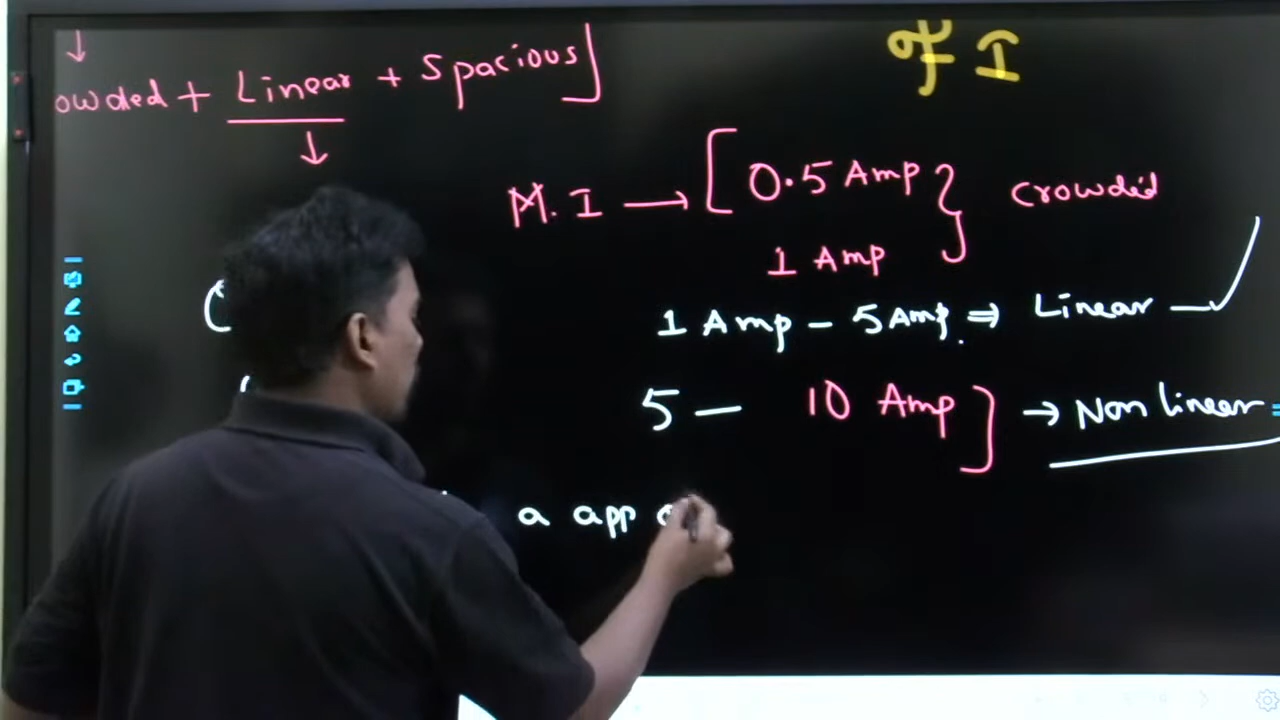 owded + Linear + Spacious]
of I
M.I → [0.5 Amp } crowded
1 Amp
1 Amp - 5 Amp. ⇒ Linear
5 - 10 Amp ] → Non linear
a app